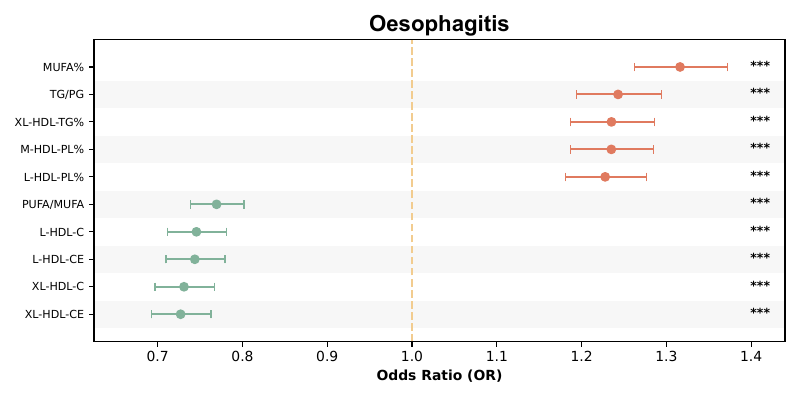 Oesophagitis
MUFA% ***
TG/PG ***
XL-HDL-TG% ***
M-HDL-PL% ***
L-HDL-PL% ***
PUFA/MUFA ***
L-HDL-C ***
L-HDL-CE ***
XL-HDL-C ***
XL-HDL-CE ***
0.7 0.8 0.9 1.0 1.1 1.2 1.3 1.4
Odds Ratio (OR)